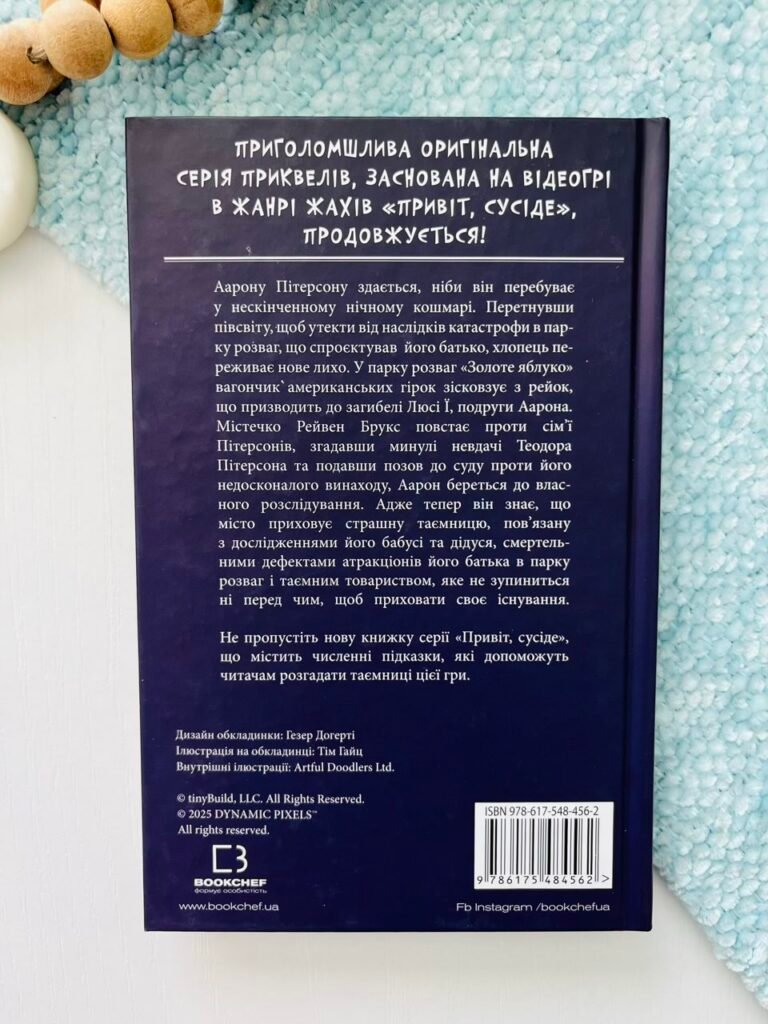 ПРИГОЛОМШЛИВА ОРИГІНАЛЬНА
СЕРІЯ ПРИКВЕЛІВ, ЗАСНОВАНА НА ВІДЕОГРІ
В ЖАНРІ ЖАХІВ «ПРИВІТ, СУСІДЕ»,
ПРОДОВЖУЄТЬСЯ!
Аарону Пітерсону здається, ніби він перебуває
у нескінченному нічному кошмарі. Перетнувши
півсвіту, щоб утекти від наслідків катастрофи в пар-
ку розваг, що спроєктував його батько, хлопець пе-
реживає нове лихо. У парку розваг «Золоте яблуко»
вагончик американських гірок зісковзує з рейок,
що призводить до загибелі Люсі Ї, подруги Аарона.
Містечко Рейвен Брукс повстає проти сім’ї
Пітерсонів, згадавши минулі невдачі Теодора
Пітерсона та подавши позов до суду проти його
недосконалого винаходу, Аарон береться до влас-
ного розслідування. Адже тепер він знає, що
місто приховує страшну таємницю, пов’язану
з дослідженнями його бабусі та дідуся, смертель-
ними дефектами атракціонів його батька в парку
розваг і таємним товариством, яке не зупиниться
ні перед чим, щоб приховати своє існування.
Не пропустіть нову книжку серії «Привіт, сусіде»,
що містить численні підказки, які допоможуть
читачам розгадати таємниці цієї гри.
Дизайн обкладинки: Гезер Догерті
Ілюстрація на обкладинці: Тім Гайц
Внутрішні ілюстрації: Artful Doodlers Ltd.
© tinyBuild, LLC. All Rights Reserved.
© 2025 DYNAMIC PIXELS™
All rights reserved.
BOOKCHEF
формує особистість
www.bookchef.ua
ISBN 978-617-548-456-2
9 786175 484562 >
Fb Instagram /bookchefua